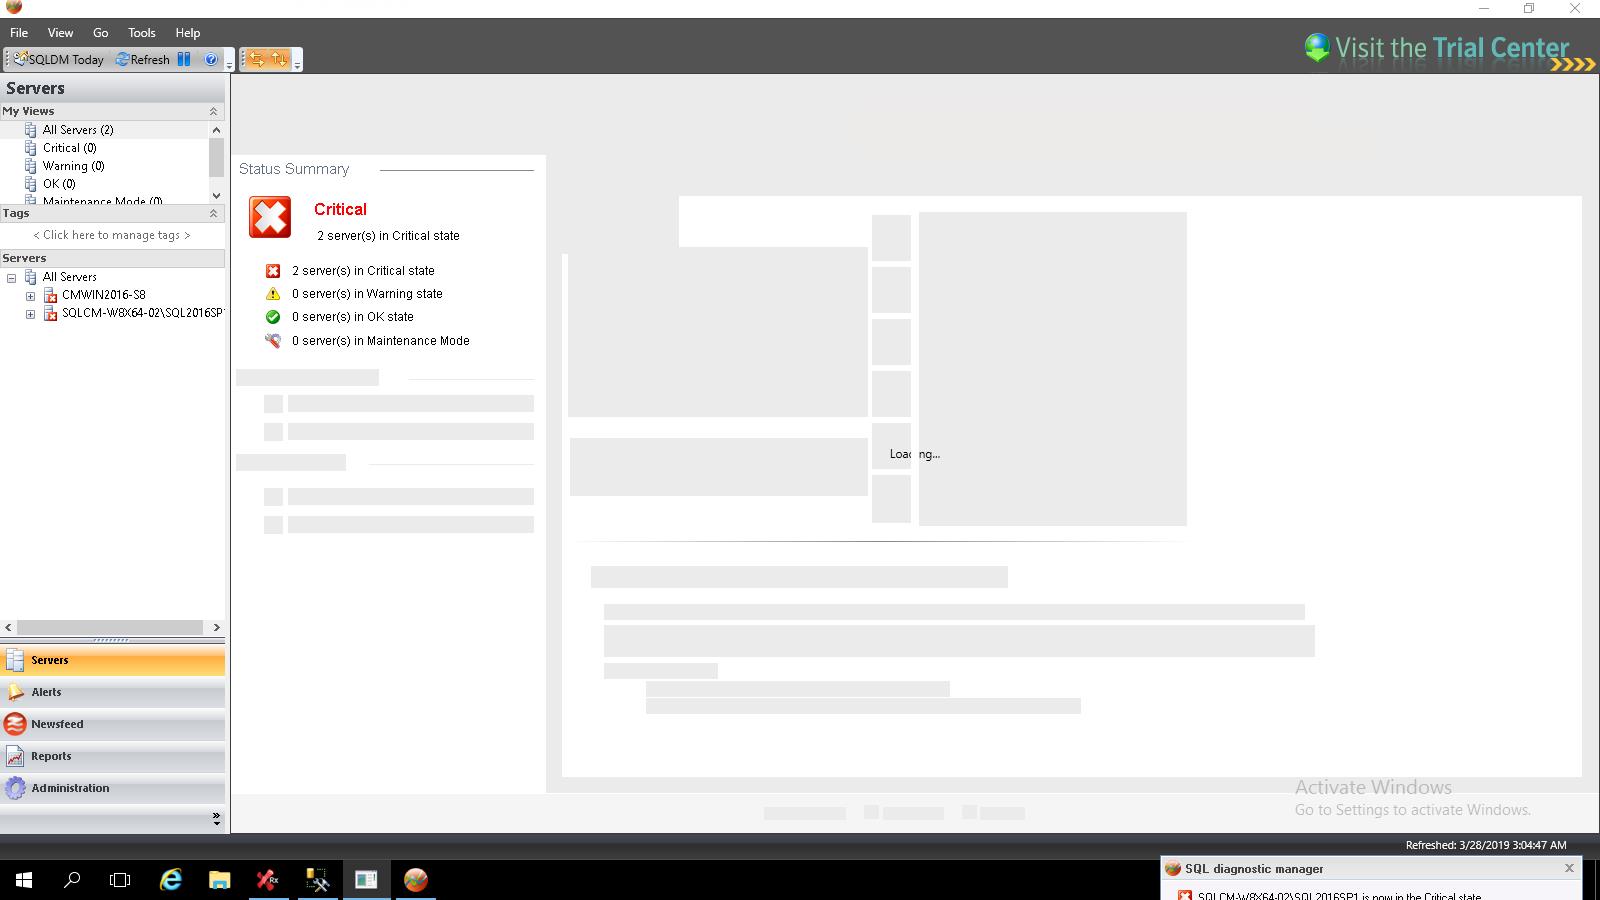 File View Go Tools Help
Visit the Trial Center
SQLDM Today Refresh
Servers
My Views
All Servers (2)
Critical (0)
Warning (0)
OK (0)
Maintenance Mode (0)
Tags
< Click here to manage tags >
Servers
All Servers
CMWIN2016-S8
SQLCM-W8X64-02\SQL2016SP1
Servers
Alerts
Newsfeed
Reports
Administration
Status Summary
Critical
2 server(s) in Critical state
2 server(s) in Critical state
0 server(s) in Warning state
0 server(s) in OK state
0 server(s) in Maintenance Mode
Loading...
Activate Windows
Go to Settings to activate Windows.
Refreshed: 3/28/2019 3:04:47 AM
SQL diagnostic manager
SQLCM-W8X64-02\SQL2016SP1 is now in the Critical state
Rx